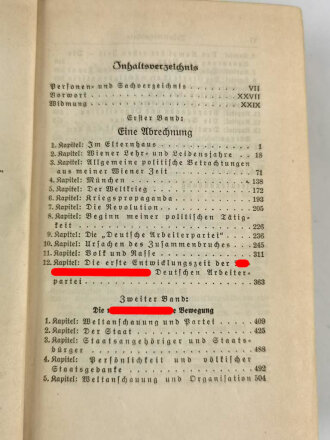 Inhaltsverzeichnis
Personen- und Sachverzeichnis VII
Vorwort XXVII
Widmung XXIX
Erster Band:
Eine Abrechnung
1. Kapitel: Im Elternhaus 1
2. Kapitel: Wiener Lehr- und Leidensjahre 18
3. Kapitel: Allgemeine politische Betrachtungen
aus meiner Wiener Zeit 71
4. Kapitel: München 138
5. Kapitel: Der Weltkrieg 172
6. Kapitel: Kriegspropaganda 193
7. Kapitel: Die Revolution 205
8. Kapitel: Beginn meiner politischen Tätig-
keit 226
9. Kapitel: Die „Deutsche Arbeiterpartei“ 236
10. Kapitel: Ursachen des Zusammenbruches 245
11. Kapitel: Volk und Rasse 311
12. Kapitel: Die erste Entwicklungszeit der
Deutschen Arbeiter-
partei 363
Zweiter Band:
Die Bewegung
1. Kapitel: Weltanschauung und Partei 409
2. Kapitel: Der Staat 425
3. Kapitel: Staatsangehöriger und Staats-
bürger 488
4. Kapitel: Persönlichkeit und völkischer
Staatsgedanke 492
5. Kapitel: Weltanschauung und Organisation 504